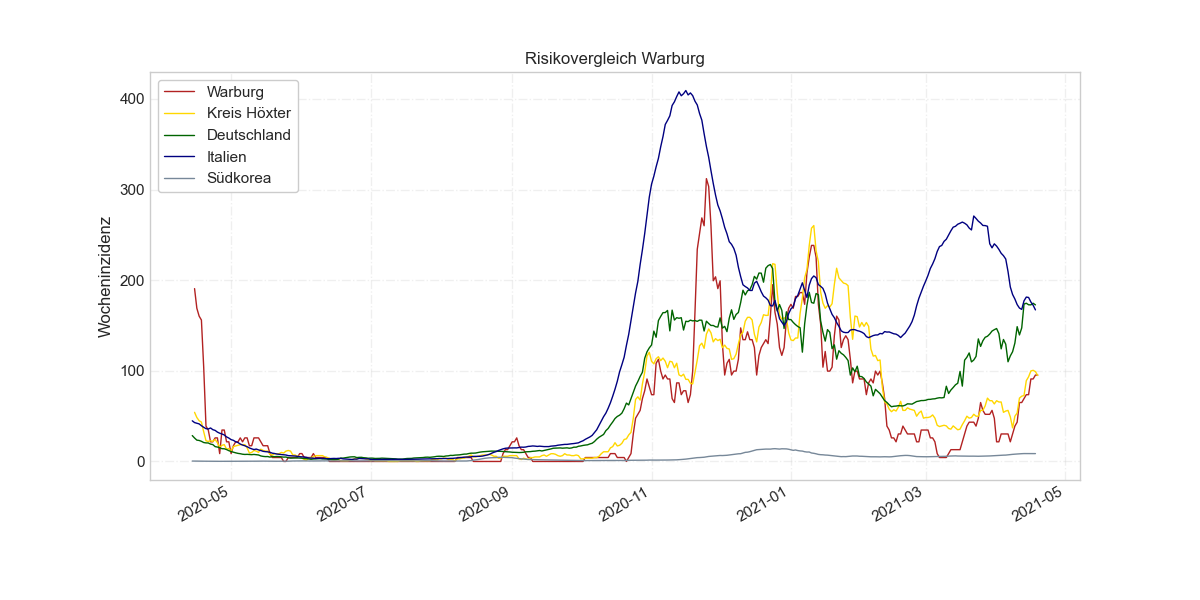 Risikovergleich Warburg
Wocheninzidenz
400
300
200
100
0
Warburg
Kreis Höxter
Deutschland
Italien
Südkorea
2020-05
2020-07
2020-09
2020-11
2021-01
2021-03
2021-05